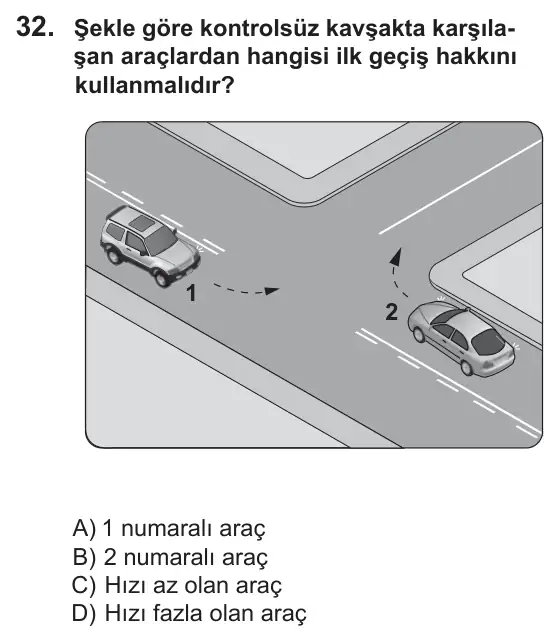 32. Şekle göre kontrolsüz kavşakta karşıla-
şan araçlardan hangisi ilk geçiş hakkını
kullanmalıdır?
1
2
A) 1 numaralı araç
B) 2 numaralı araç
C) Hızı az olan araç
D) Hızı fazla olan araç